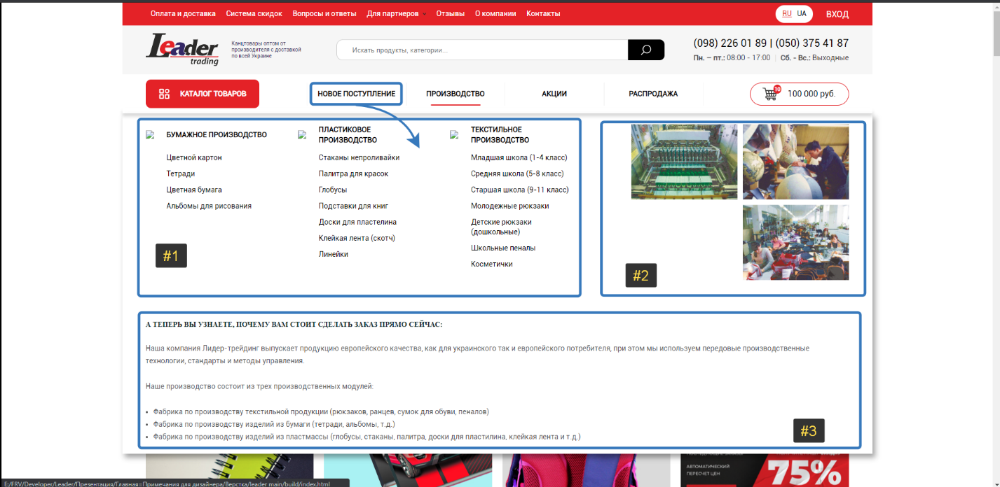 Оплата и доставка Система скидок Вопросы и ответы Для партнеров Отзывы О компании Контакты RU UA ВХОД
Leader
trading
Канцтовары оптом от
производителя с доставкой
по всей Украине
Искать продукты, категории...
(098) 226 01 89 | (050) 375 41 87
Пн. – пт.: 08:00 - 17:00 | Сб. - Вс.: Выходные
КАТАЛОГ ТОВАРОВ НОВОЕ ПОСТУПЛЕНИЕ ПРОИЗВОДСТВО АКЦИИ РАСПРОДАЖА 10 100 000 руб.
БУМАЖНОЕ ПРОИЗВОДСТВО
Цветной картон
Тетради
Цветная бумага
Альбомы для рисования
#1
ПЛАСТИКОВОЕ
ПРОИЗВОДСТВО
Стаканы непроливайки
Палитра для красок
Глобусы
Подставки для книг
Доски для пластелина
Клейкая лента (скотч)
Линейки
ТЕКСТИЛЬНОЕ
ПРОИЗВОДСТВО
Младшая школа (1-4 класс)
Средняя школа (5-8 класс)
Старшая школа (9-11 класс)
Молодежные рюкзаки
Детские рюкзаки
(дошкольные)
Школьные пеналы
Косметички
#2
А ТЕПЕРЬ ВЫ УЗНАЕТЕ, ПОЧЕМУ ВАМ СТОИТ СДЕЛАТЬ ЗАКАЗ ПРЯМО СЕЙЧАС:
Наша компания Лидер-трейдинг выпускает продукцию европейского качества, как для украинского так и европейского потребителя, при этом мы используем передовые производственные
технологии, стандарты и методы управления.
Наше производство состоит из трех производственных модулей:
• Фабрика по производству текстильной продукции (рюкзаков, ранцев, сумок для обуви, пеналов)
• Фабрика по производству изделий из бумаги (тетради, альбомы, т.д.)
• Фабрика по производству изделий из пластмассы (глобусы, стаканы, палитра, доски для пластилина, клейкая лента и т.д.)
#3
АВТОМАТИЧЕСКИЙ
ПЕРЕСЧЕТ ЦЕН
75%
E:/FRV/Developer/Leader/Презентация/Главная::Примечания для дизайнера/Верстка/leader main/build/index.html